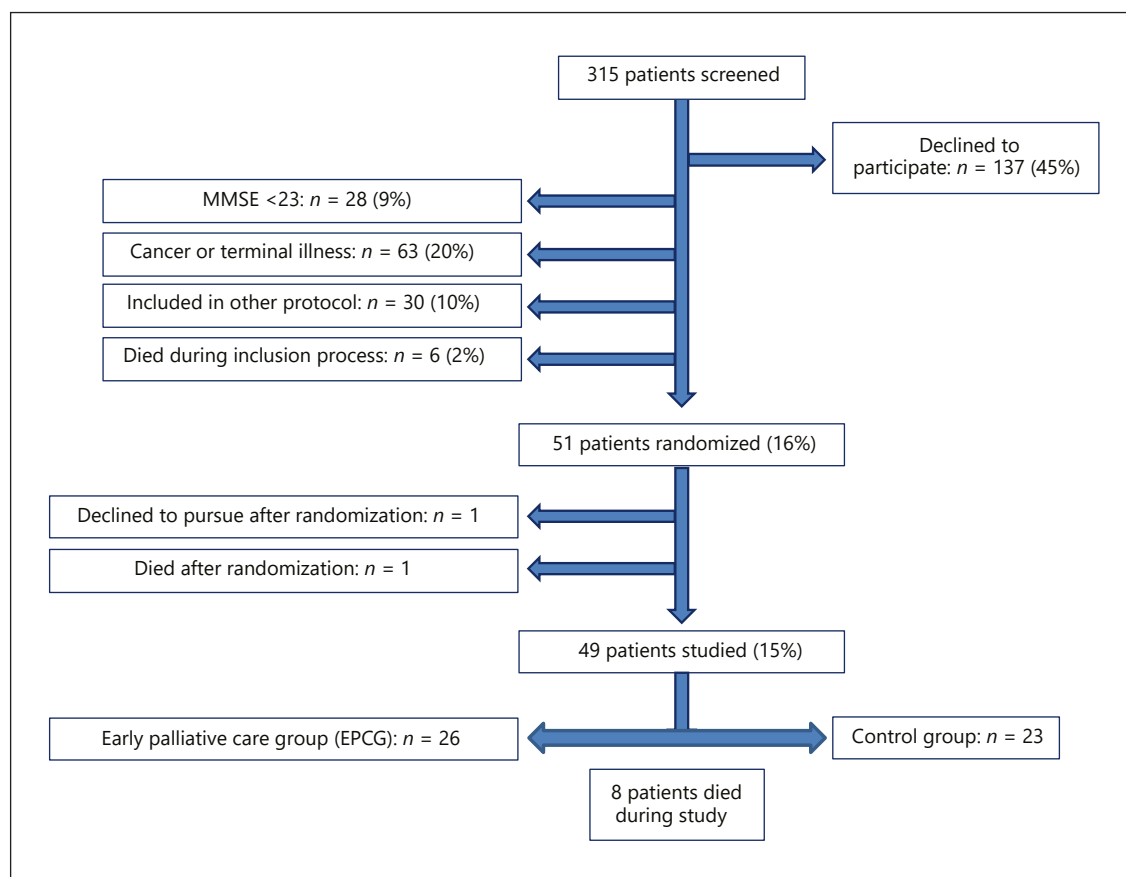 315 patients screened
Declined to
participate: n = 137 (45%)
MMSE <23: n = 28 (9%)
Cancer or terminal illness: n = 63 (20%)
Included in other protocol: n = 30 (10%)
Died during inclusion process: n = 6 (2%)
51 patients randomized (16%)
Declined to pursue after randomization: n = 1
Died after randomization: n = 1
49 patients studied (15%)
Early palliative care group (EPCG): n = 26
Control group: n = 23
8 patients died
during study